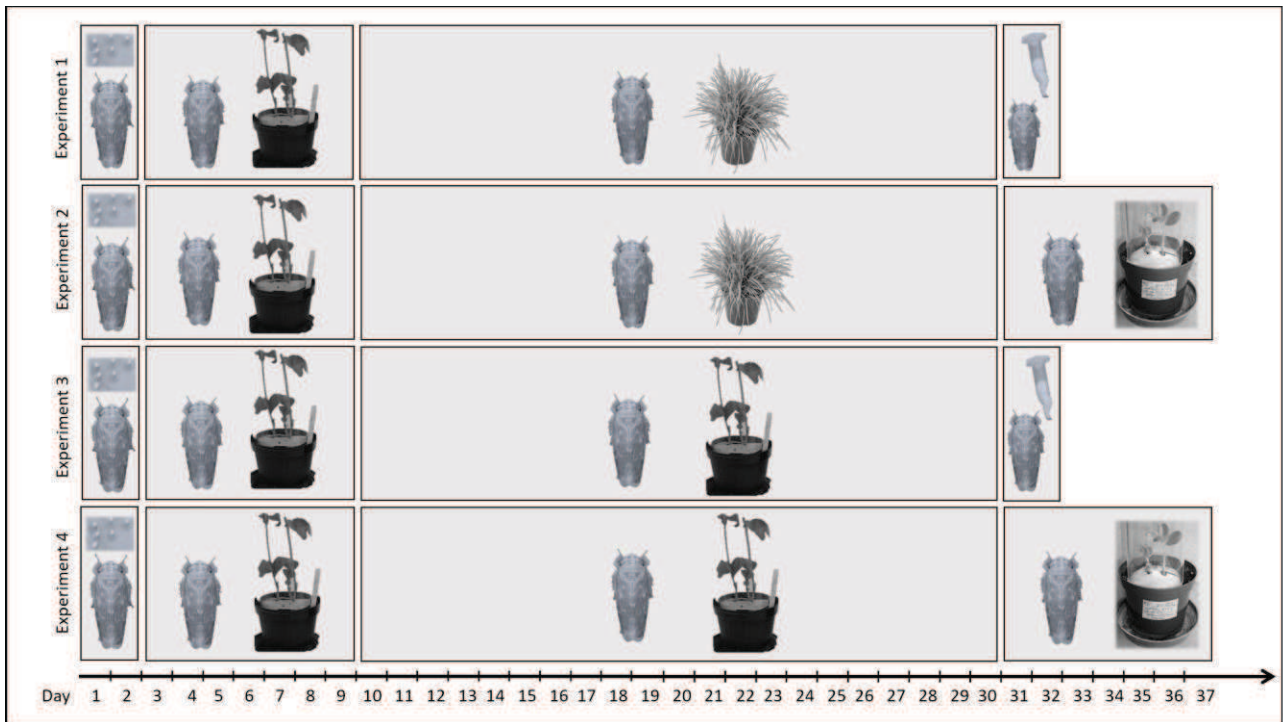 Experiment 1
Experiment 2
Experiment 3
Experiment 4
Day 1 2 3 4 5 6 7 8 9 10 11 12 13 14 15 16 17 18 19 20 21 22 23 24 25 26 27 28 29 30 31 32 33 34 35 36 37